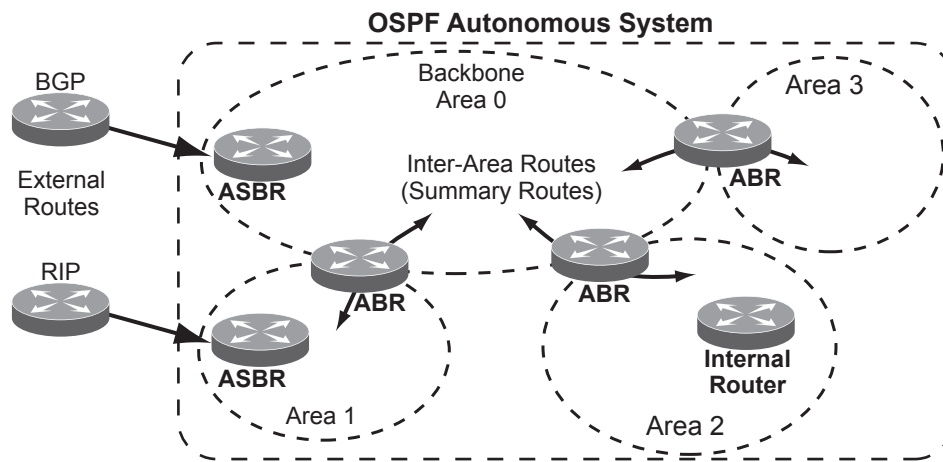 OSPF Autonomous System
BGP
Backbone
Area 0
Area 3
External
Routes
ASBR
Inter-Area Routes
(Summary Routes)
ABR
RIP
ABR
ABR
ASBR
Internal
Router
Area 1
Area 2